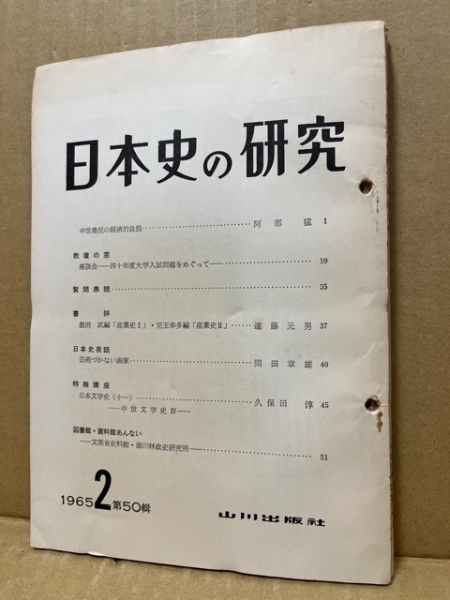 日本史の研究
中世農民の経済的負担……………………………阿部 猛 1
教壇の窓
座談会――四十年度大学入試問題をめぐって――……………………………10
質問愚問……………………………35
書評
豊田 武編「産業史Ⅰ」・児玉幸多編「産業史Ⅱ」……遠藤元男 37
日本史夜話
芸術づかない画家……………………………岡田章雄 40
特殊講座
日本文学史(十一)……………………………久保田 淳 45
――中世文学史
図書館・資料館あんない
――文部省史料館・徳川林政史研究所――……………………………51
1965 2 第50輯
山川出版社